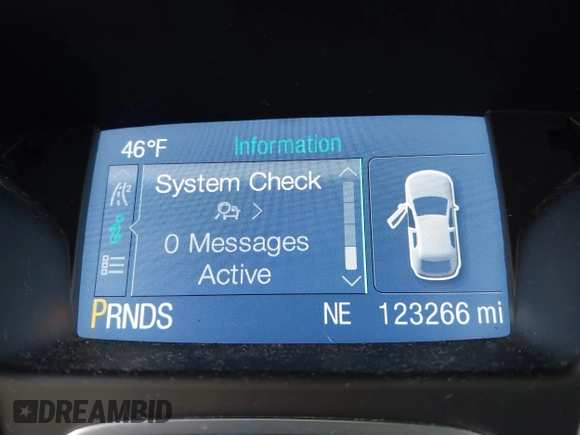 46°F Information
System Check
0 Messages
Active
PRNDS NE 123266 mi
DREAMBID